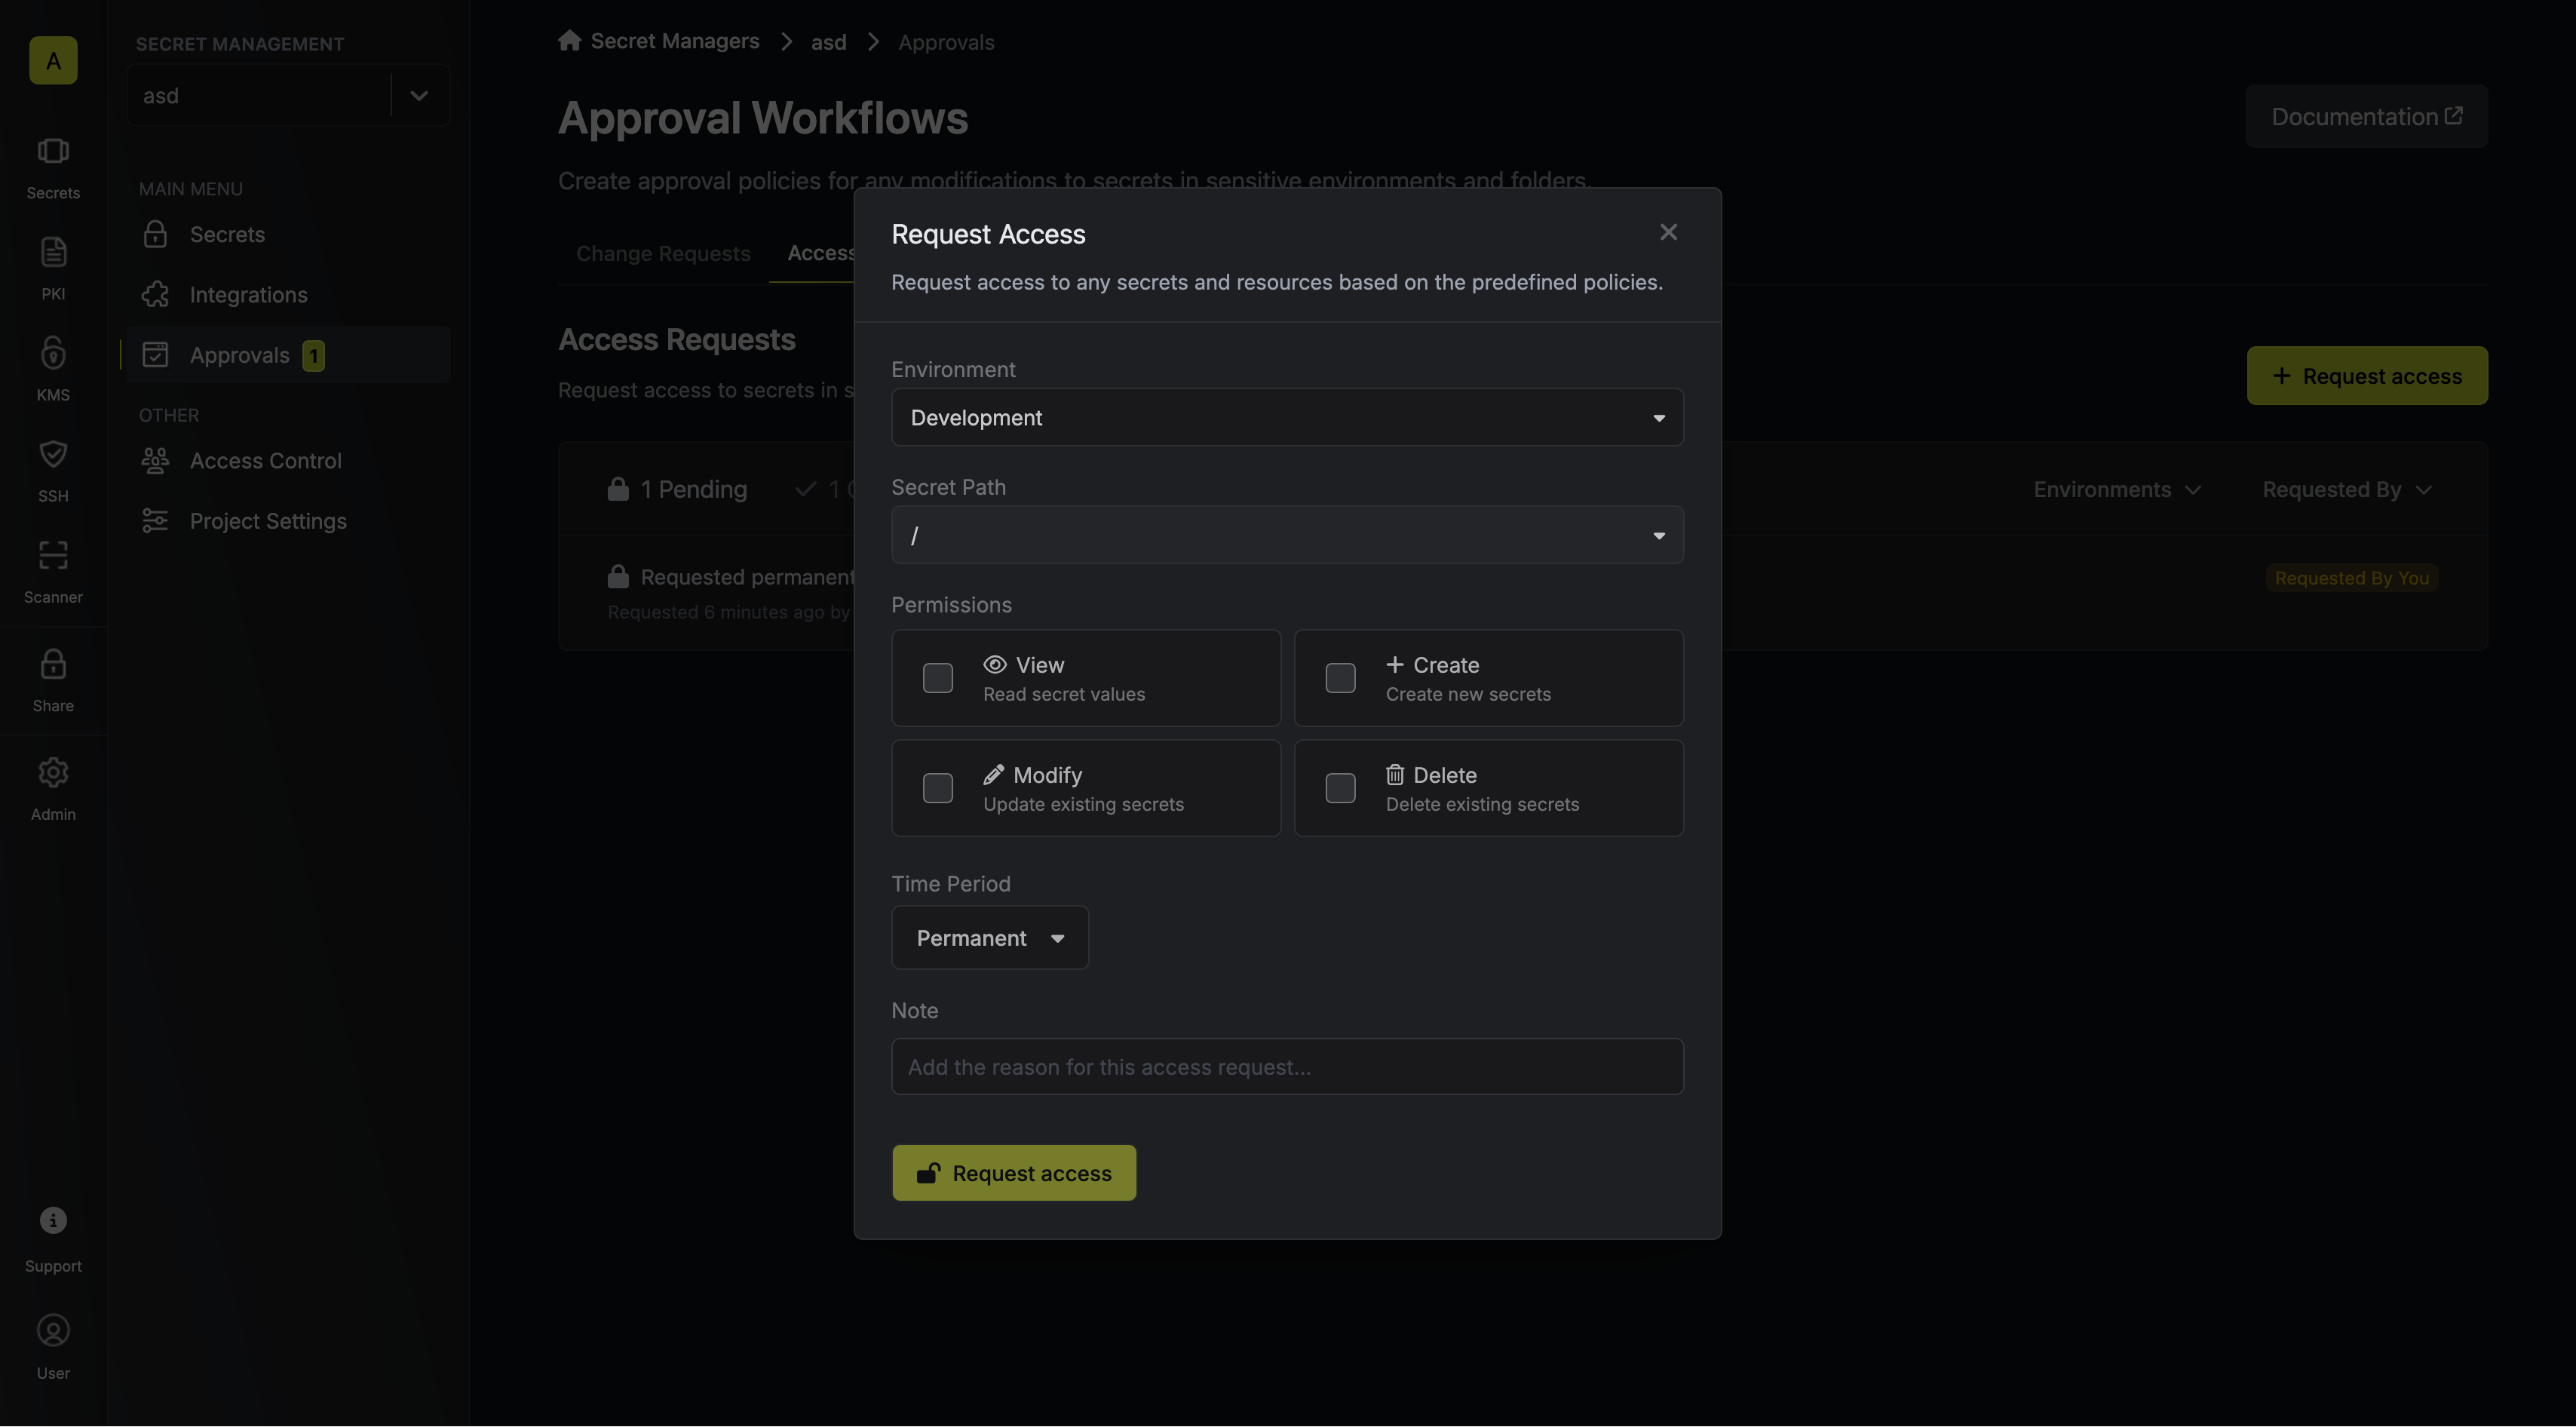 A
Secrets
PKI
KMS
SSH
Scanner
Share
Admin
Support
User
SECRET MANAGEMENT
asd
MAIN MENU
Secrets
Integrations
Approvals 1
OTHER
Access Control
Project Settings
Secret Managers > asd > Approvals
Approval Workflows
Documentation
Create approval policies for any modifications to secrets in sensitive environments and folders.
Change Requests Access
Access Requests
Request access to secrets in s
+ Request access
1 Pending 1
Environments Requested By
Requested permanent
Requested 6 minutes ago by
Requested By You
Request Access
Request access to any secrets and resources based on the predefined policies.
Environment
Development
Secret Path
/
Permissions
View
Read secret values
Create
Create new secrets
Modify
Update existing secrets
Delete
Delete existing secrets
Time Period
Permanent
Note
Add the reason for this access request...
Request access